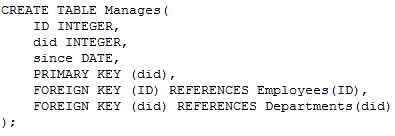 CREATE TABLE Manages(
    ID INTEGER,
    did INTEGER,
    since DATE,
    PRIMARY KEY (did),
    FOREIGN KEY (ID) REFERENCES Employees(ID),
    FOREIGN KEY (did) REFERENCES Departments(did)
);